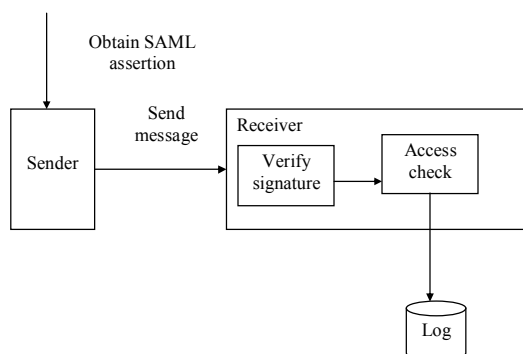 Obtain SAML
assertion
Send
message
Sender
Receiver
Verify
signature
Access
check
Log